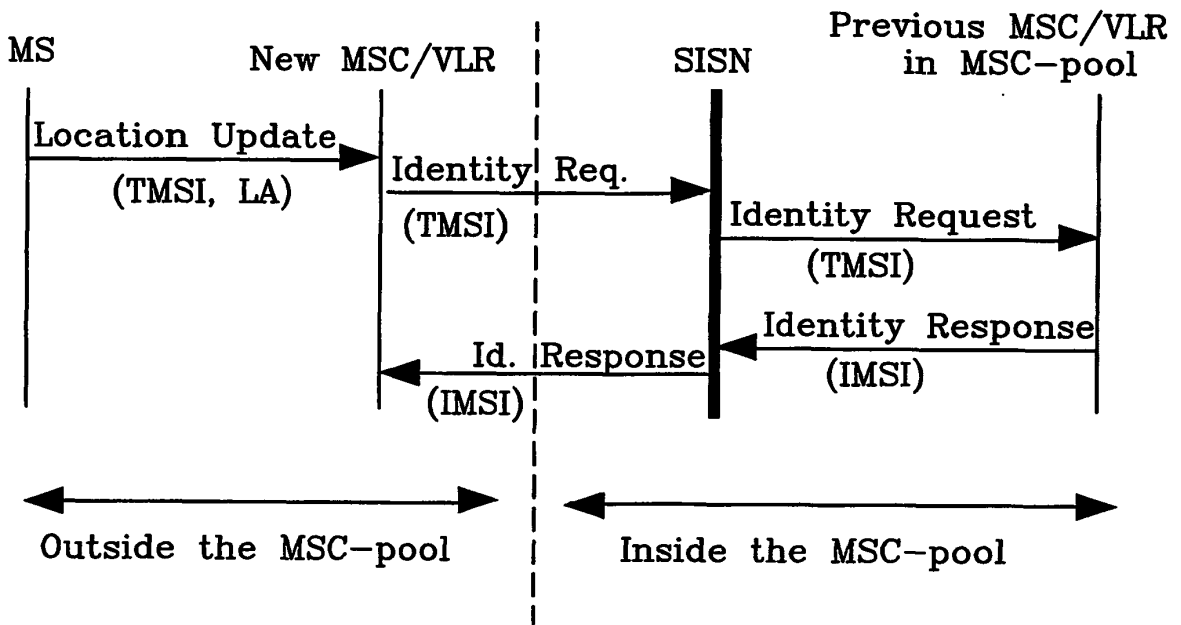 MS
New MSC/VLR
SISN
Previous MSC/VLR
in MSC-pool
Location Update
(TMSI, LA)
Identity Req.
(TMSI)
Identity Request
(TMSI)
Identity Response
(IMSI)
Id. Response
(IMSI)
Outside the MSC-pool
Inside the MSC-pool